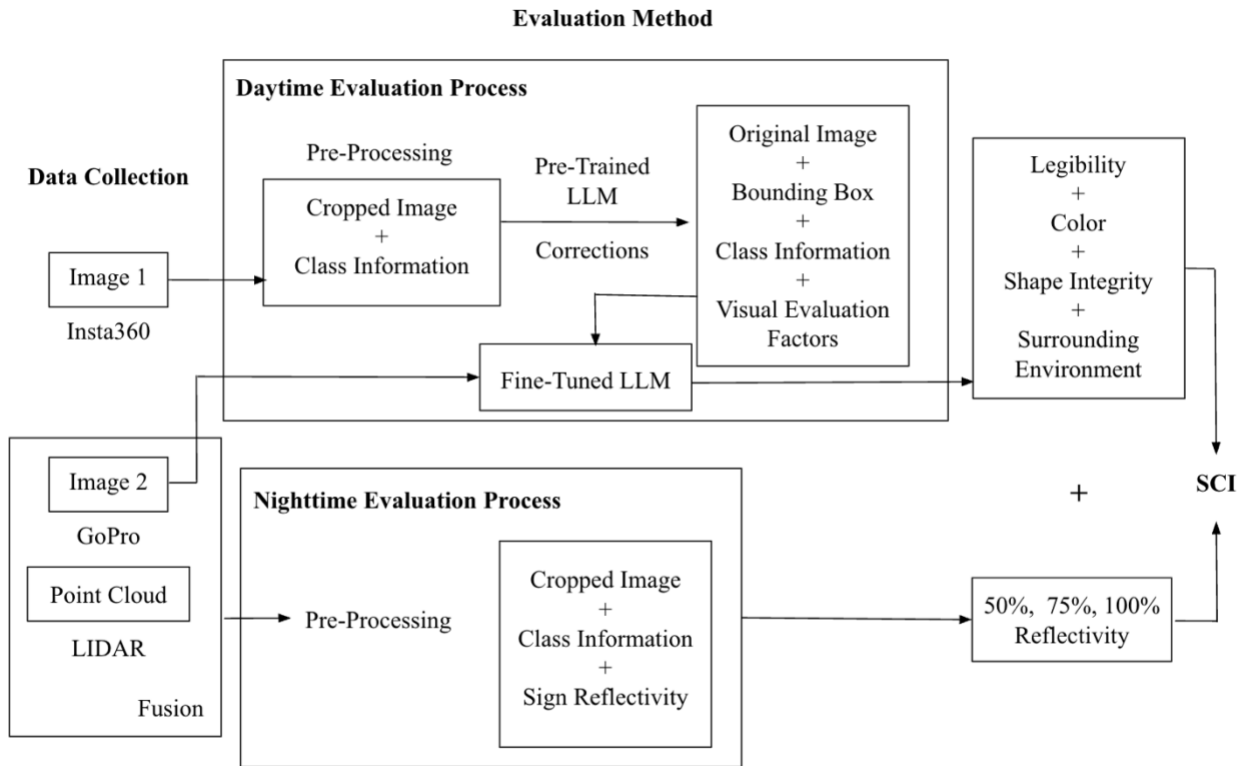 Evaluation Method
Data Collection
Image 1
Insta360
Daytime Evaluation Process
Pre-Processing
Cropped Image
+
Class Information
Pre-Trained
LLM
Corrections
Original Image
+
Bounding Box
+
Class Information
+
Visual Evaluation
Factors
Fine-Tuned LLM
Legibility
+
Color
+
Shape Integrity
+
Surrounding
Environment
Image 2
GoPro
Point Cloud
LIDAR
Fusion
Nighttime Evaluation Process
Pre-Processing
Cropped Image
+
Class Information
+
Sign Reflectivity
+
SCI
50%, 75%, 100%
Reflectivity